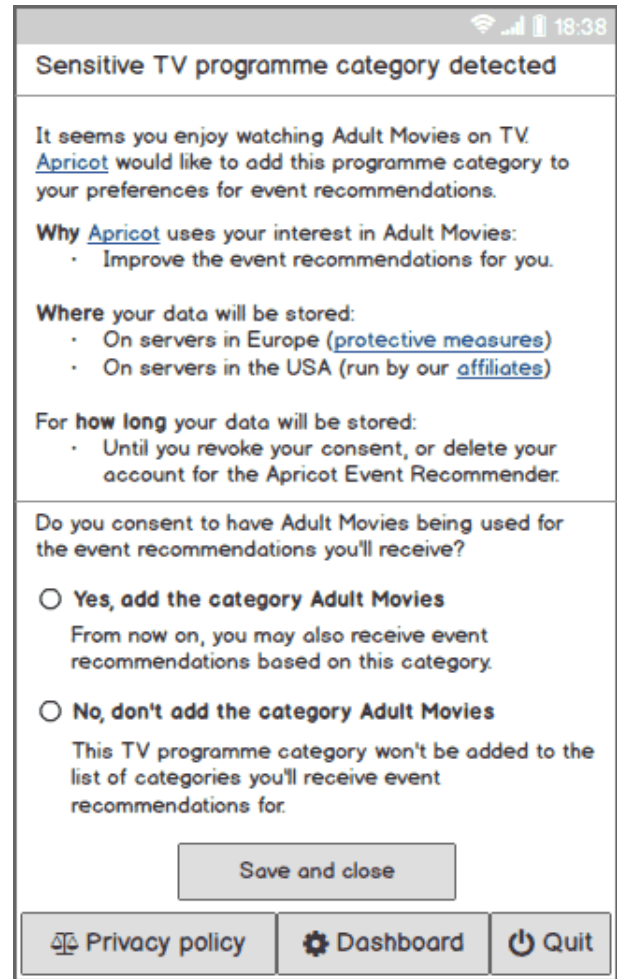 18:38
Sensitive TV programme category detected
It seems you enjoy watching Adult Movies on TV.
Apricot would like to add this programme category to
your preferences for event recommendations.
Why Apricot uses your interest in Adult Movies:
· Improve the event recommendations for you.
Where your data will be stored:
· On servers in Europe (protective measures)
· On servers in the USA (run by our affiliates)
For how long your data will be stored:
· Until you revoke your consent, or delete your
account for the Apricot Event Recommender.
Do you consent to have Adult Movies being used for
the event recommendations you'll receive?
Yes, add the category Adult Movies
From now on, you may also receive event
recommendations based on this category.
No, don't add the category Adult Movies
This TV programme category won't be added to the
list of categories you'll receive event
recommendations for.
Save and close
Privacy policy
Dashboard
Quit